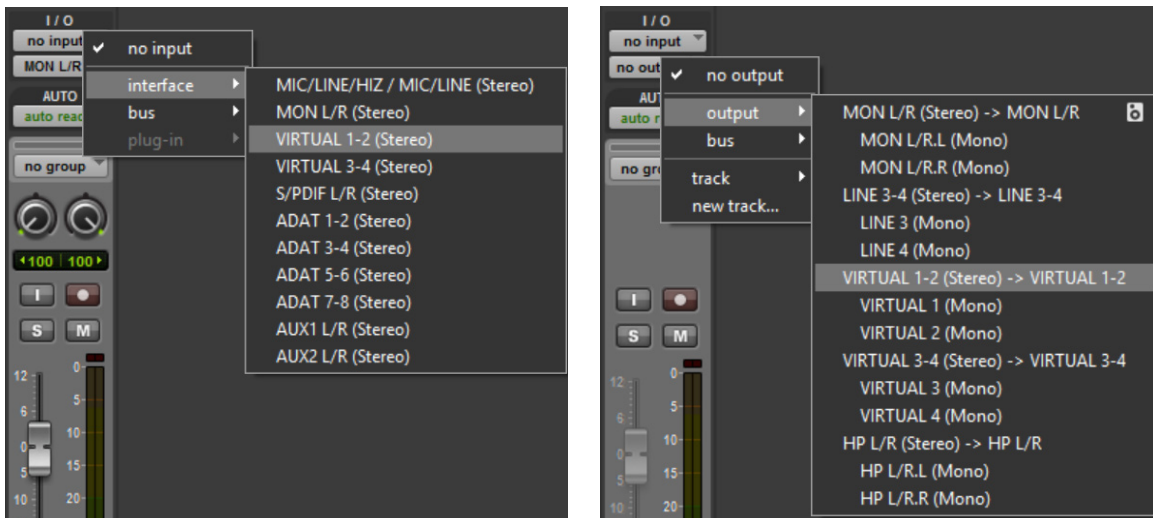 I / O
no input
MON L/R
AUTO
auto read
no group
100 100
I
S M
12
6
0
5
10
0
5
10
15
20
no input
interface
bus
plug-in
MIC/LINE/HIZ / MIC/LINE (Stereo)
MON L/R (Stereo)
VIRTUAL 1-2 (Stereo)
VIRTUAL 3-4 (Stereo)
S/PDIF L/R (Stereo)
ADAT 1-2 (Stereo)
ADAT 3-4 (Stereo)
ADAT 5-6 (Stereo)
ADAT 7-8 (Stereo)
AUX1 L/R (Stereo)
AUX2 L/R (Stereo)
I / O
no input
no out
AU
auto r
no gr
I
S M
12
6
0
5
10
0
5
10
15
20
no output
output
bus
track
new track...
MON L/R (Stereo) -> MON L/R
MON L/R.L (Mono)
MON L/R.R (Mono)
LINE 3-4 (Stereo) -> LINE 3-4
LINE 3 (Mono)
LINE 4 (Mono)
VIRTUAL 1-2 (Stereo) -> VIRTUAL 1-2
VIRTUAL 1 (Mono)
VIRTUAL 2 (Mono)
VIRTUAL 3-4 (Stereo) -> VIRTUAL 3-4
VIRTUAL 3 (Mono)
VIRTUAL 4 (Mono)
HP L/R (Stereo) -> HP L/R
HP L/R.L (Mono)
HP L/R.R (Mono)